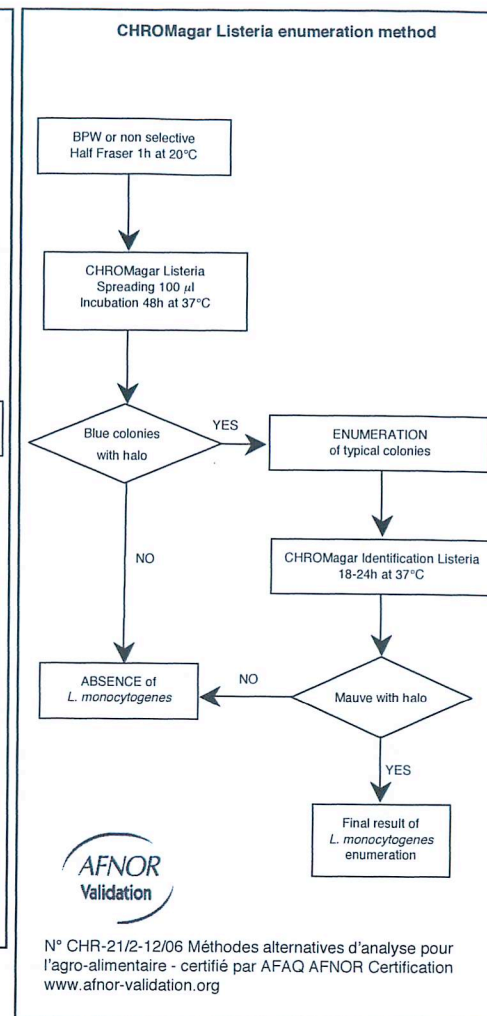 CHROMagar Listeria enumeration method
BPW or non selective
Half Fraser 1h at 20°C
CHROMagar Listeria
Spreading 100 µl
Incubation 48h at 37°C
Blue colonies
with halo
YES
ENUMERATION
of typical colonies
NO
CHROMagar Identification Listeria
18-24h at 37°C
ABSENCE of
L. monocytogenes
NO
Mauve with halo
YES
Final result of
L. monocytogenes
enumeration
AFNOR
Validation
N° CHR-21/2-12/06 Méthodes alternatives d'analyse pour
l'agro-alimentaire - certifié par AFAQ AFNOR Certification
www.afnor-validation.org